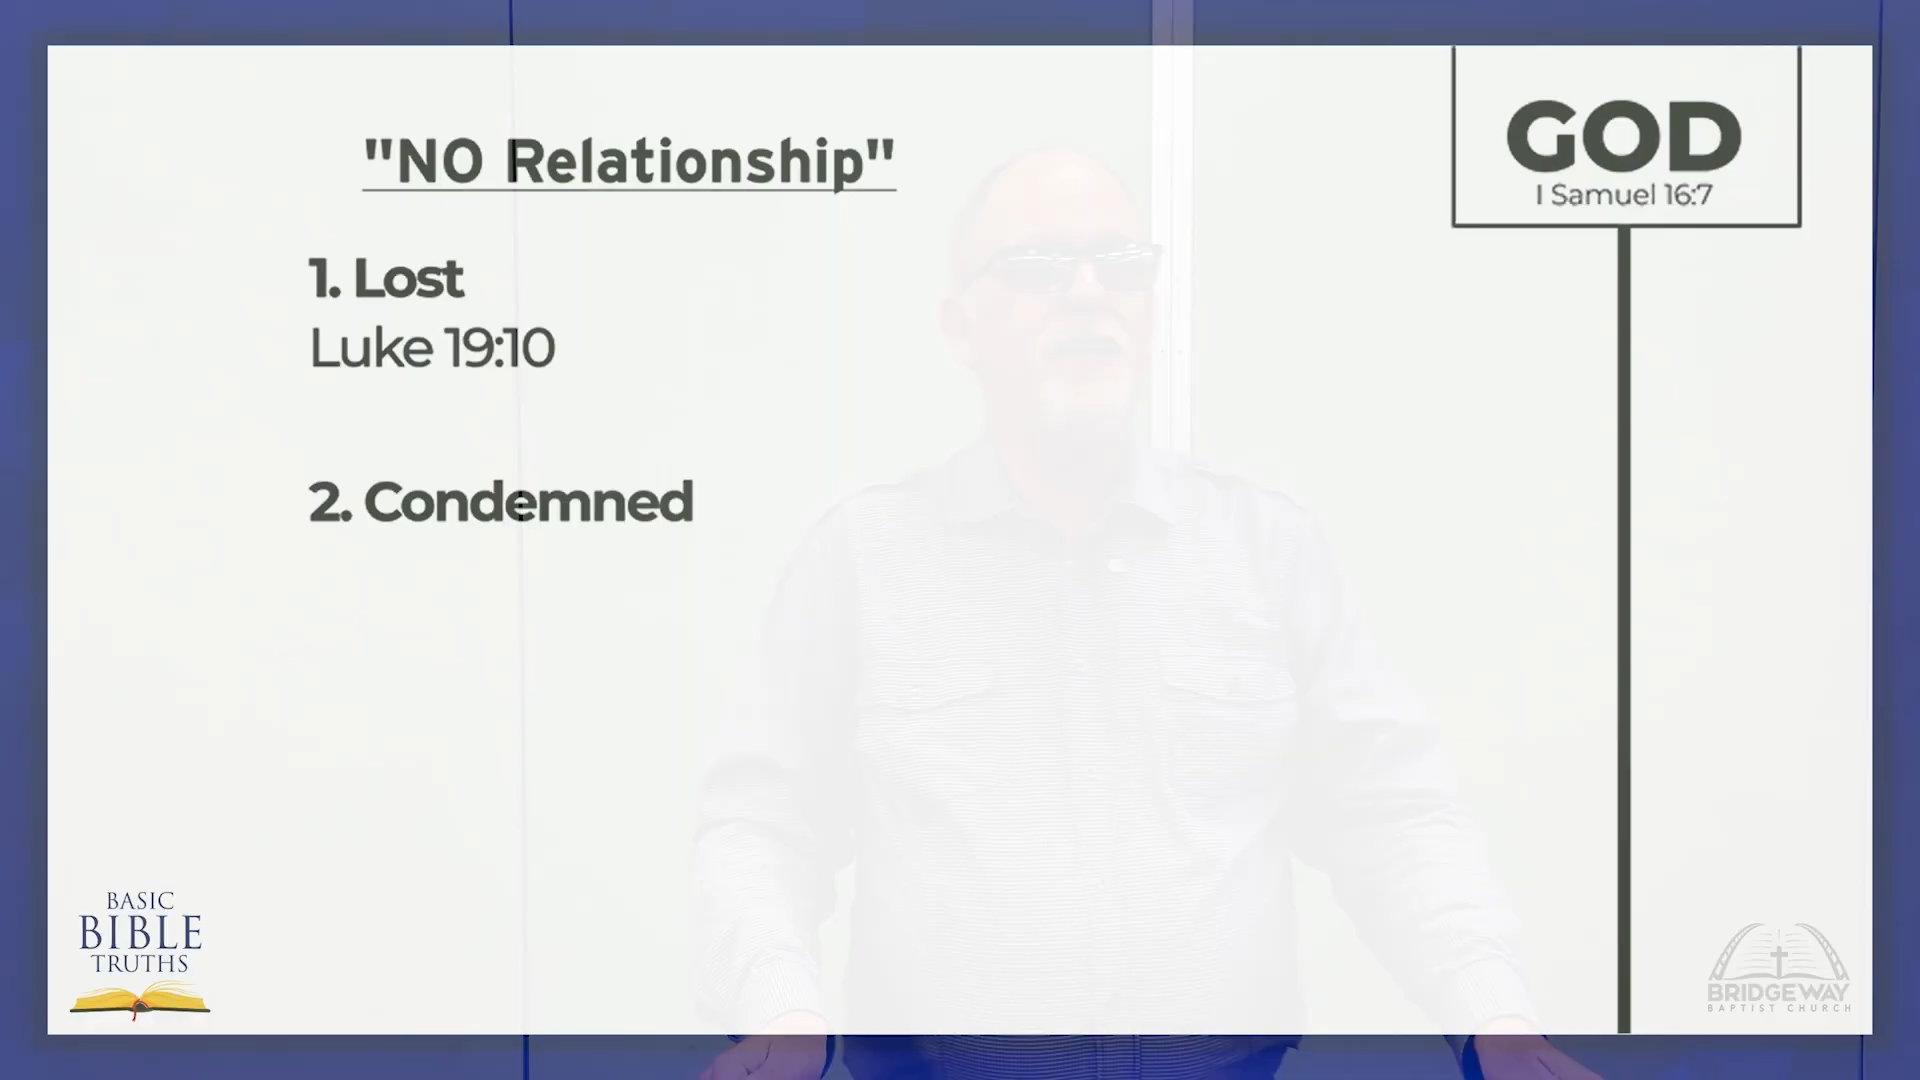 "NO Relationship"
GOD
I Samuel 16:7
1. Lost
Luke 19:10
2. Condemned
BASIC
BIBLE
TRUTHS
BRIDGEWAY
BAPTIST CHURCH